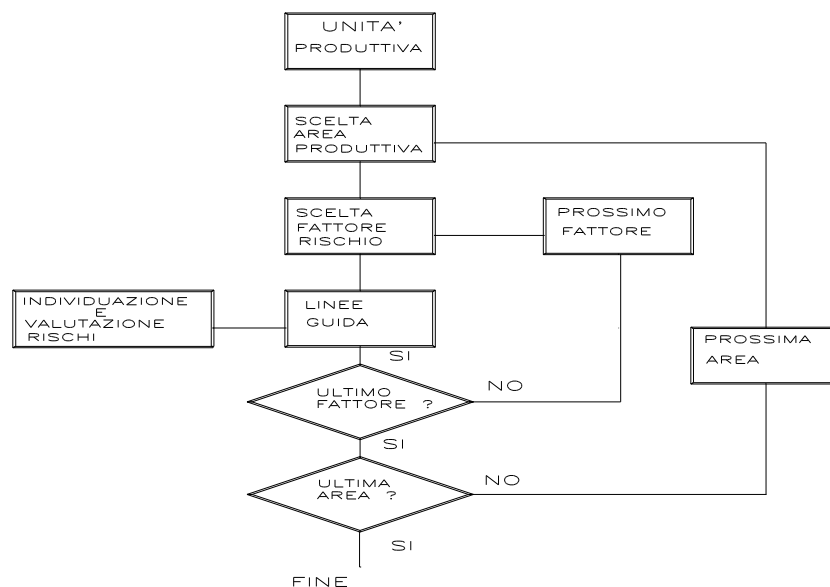 UNITA'
PRODUTTIVA
SCELTA
AREA
PRODUTTIVA
SCELTA
FATTORE
RISCHIO
PROSSIMO
FATTORE
INDIVIDUAZIONE
E
VALUTAZIONE
RISCHI
LINEE
GUIDA
PROSSIMA
AREA
SI
ULTIMO
FATTORE ?
NO
SI
ULTIMA
AREA ?
NO
SI
FINE